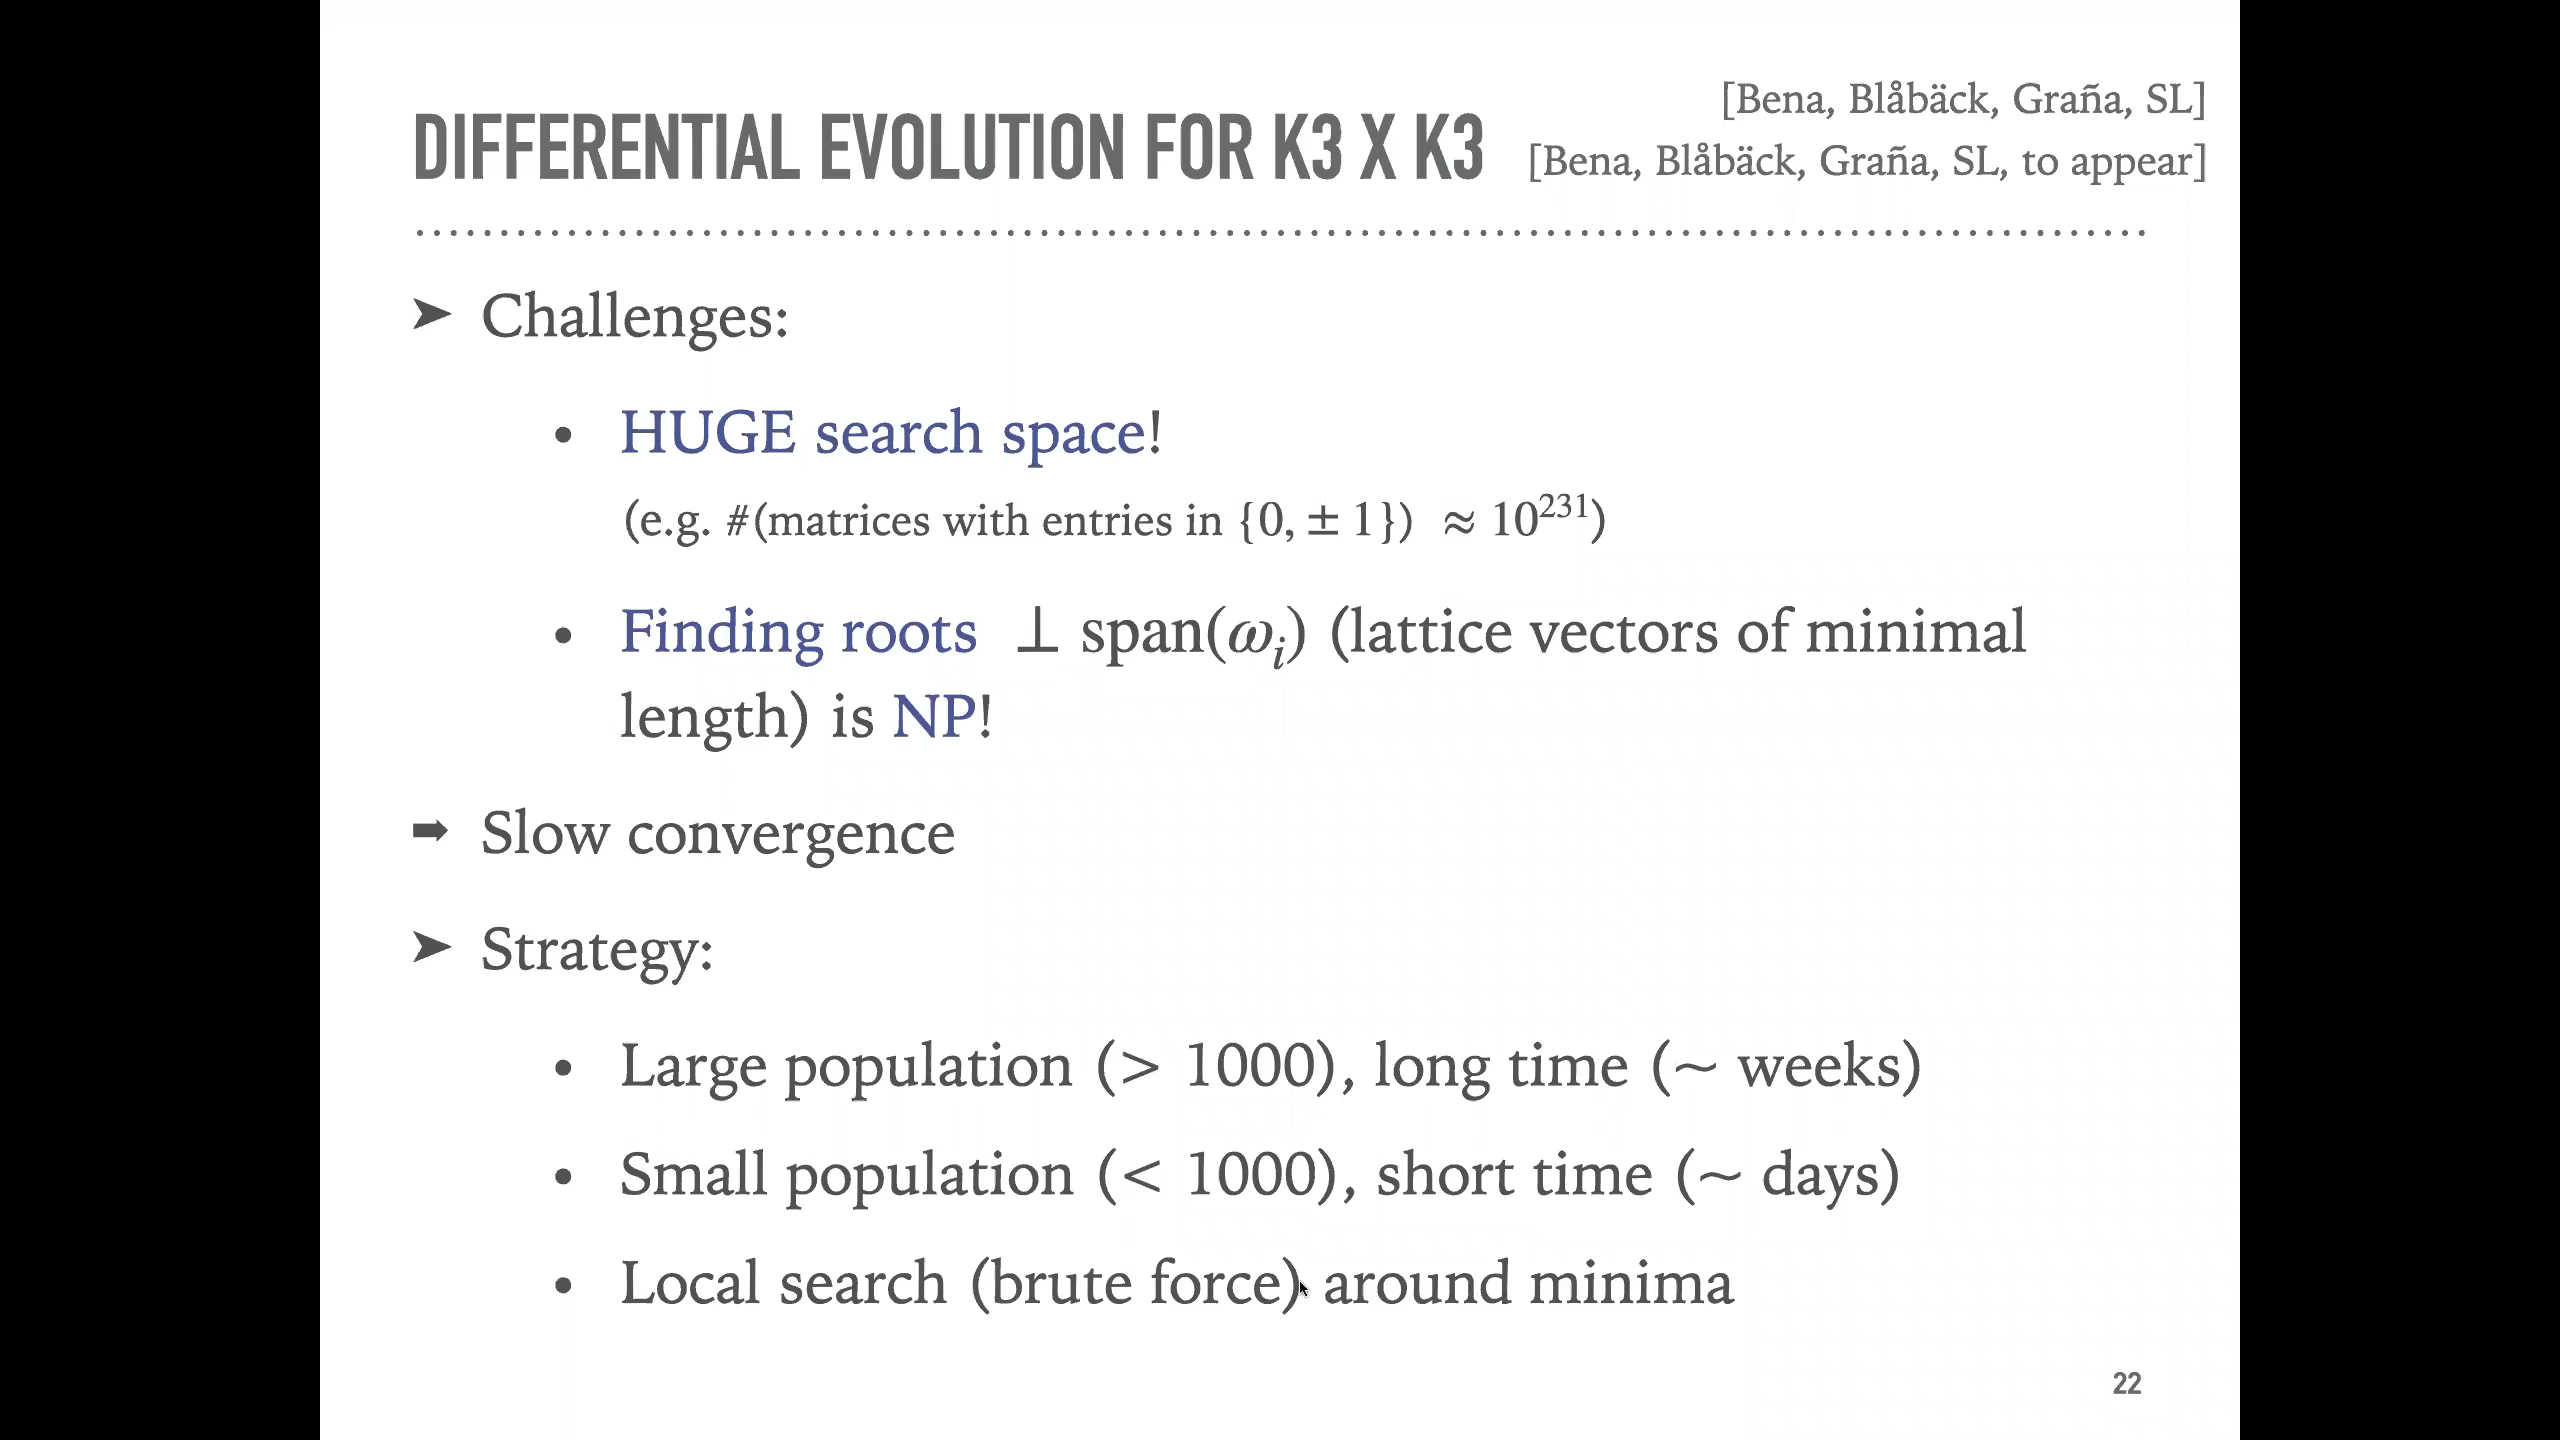 DIFFERENTIAL EVOLUTION FOR K3 X K3
[Bena, Blåbäck, Graña, SL]
[Bena, Blåbäck, Graña, SL, to appear]
➤ Challenges:
• HUGE search space!
(e.g. #(matrices with entries in {0, ± 1}) ≈ 10²³¹)
• Finding roots ⊥ span(ωᵢ) (lattice vectors of minimal
length) is NP!
➡ Slow convergence
➤ Strategy:
• Large population (> 1000), long time (~ weeks)
• Small population (< 1000), short time (~ days)
• Local search (brute force) around minima
22